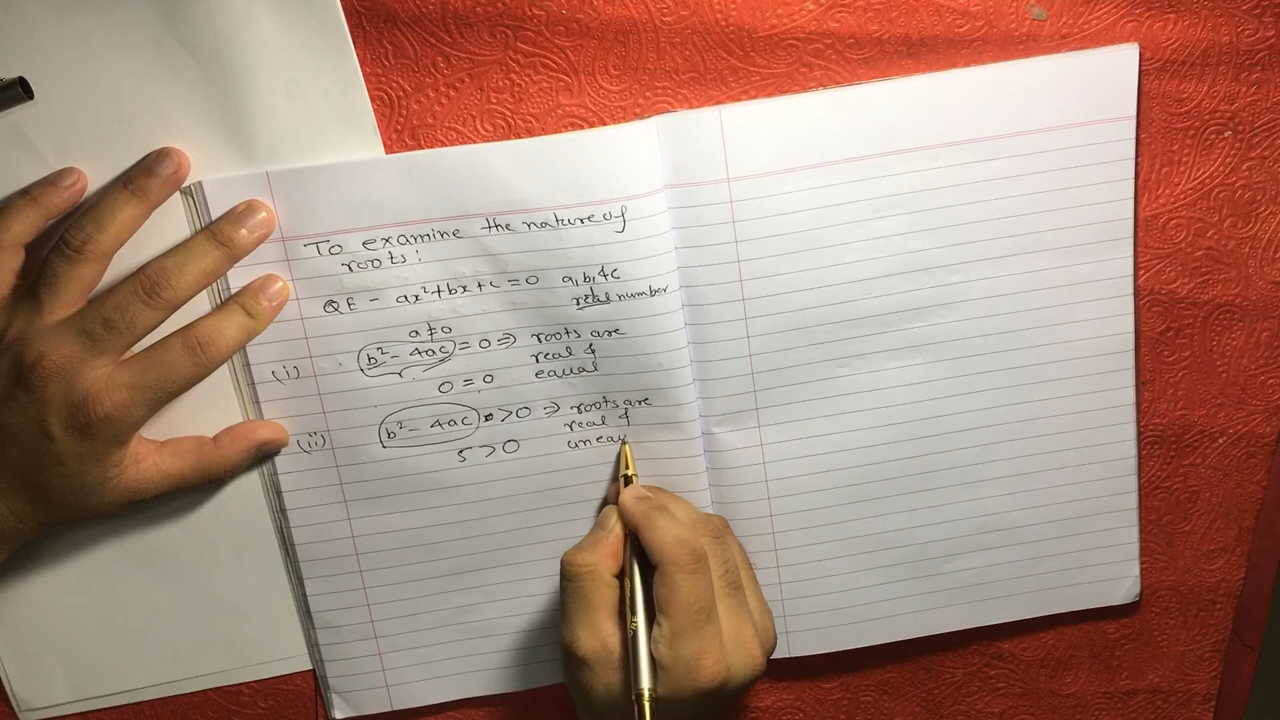 To examine the nature of
roots:
QE - ax²+bx+c=0 a,b,&c
real number
a≠0
(i) b²-4ac=0 ⇒ roots are
real &
0=0 equal
(ii) b²-4ac>0 ⇒ roots are
real &
5>0 unequ